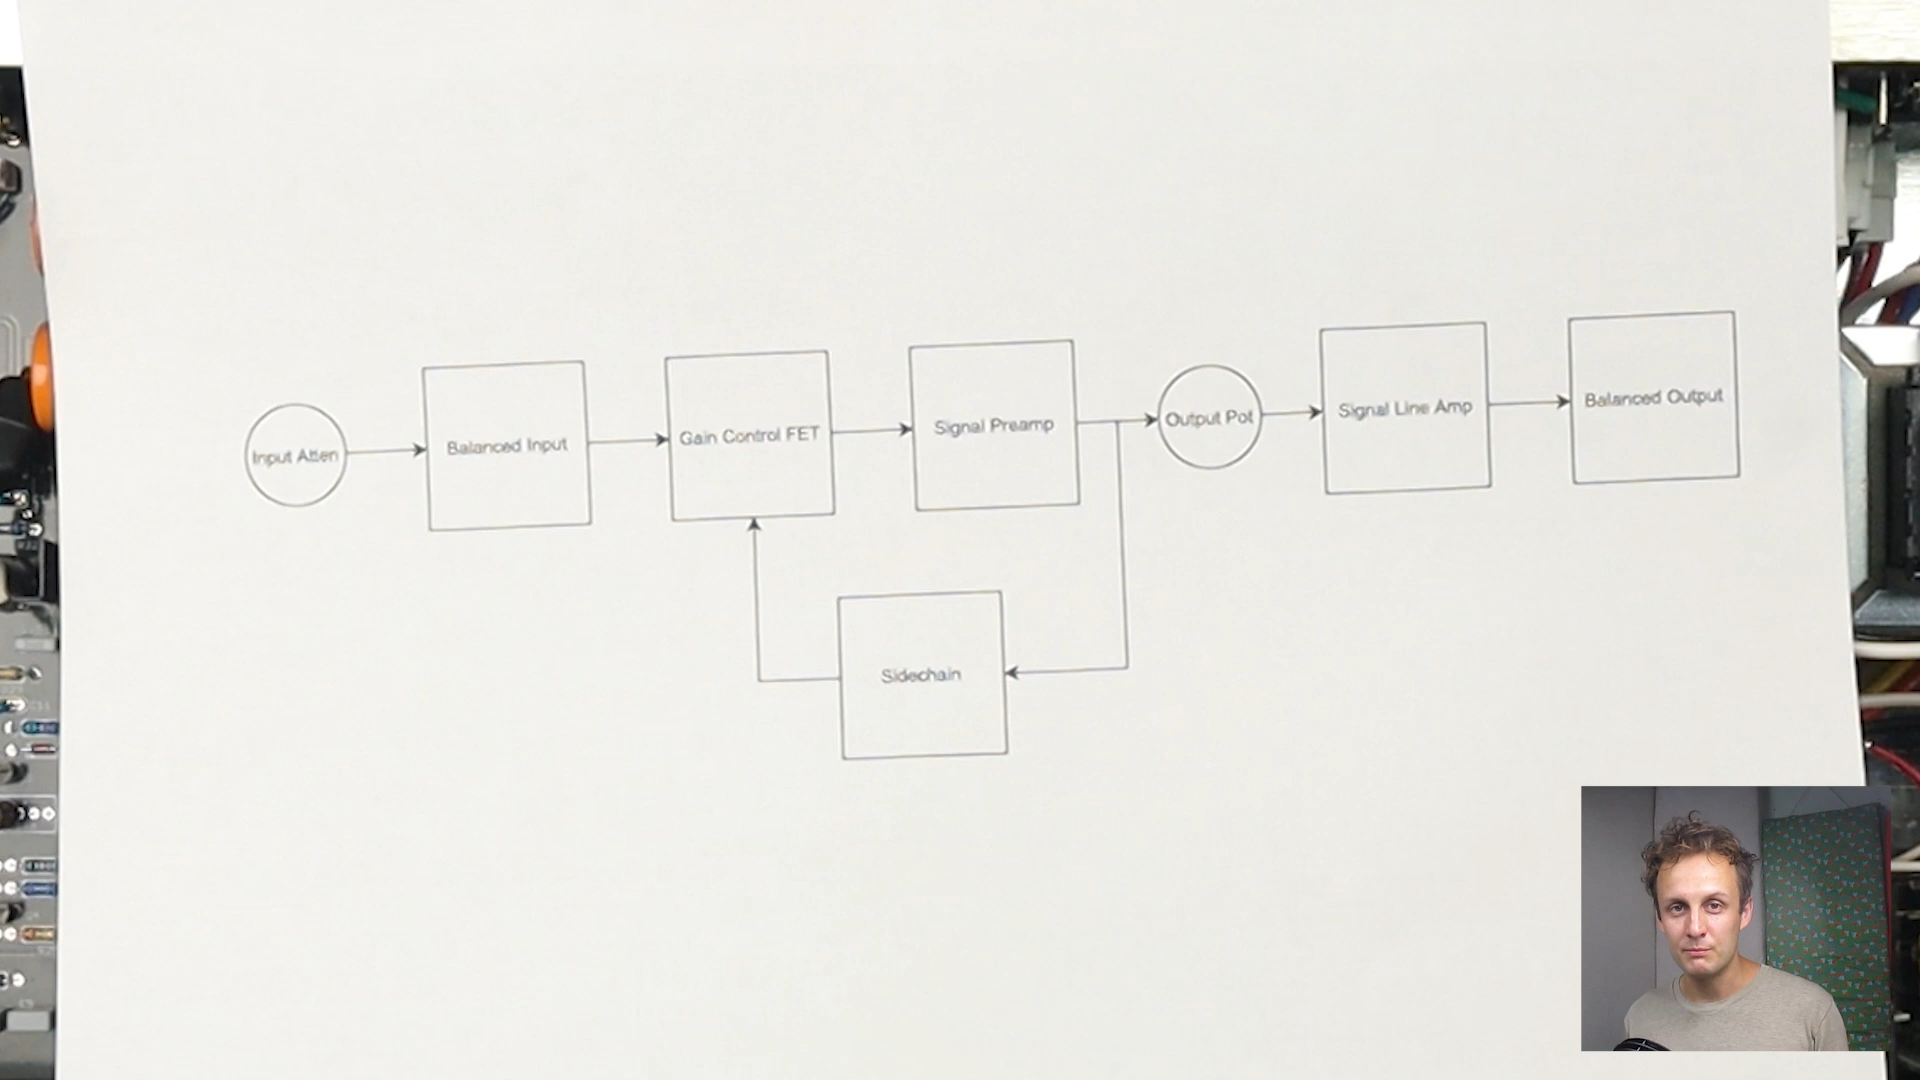 Input Atten
Balanced Input
Gain Control FET
Signal Preamp
Output Pot
Signal Line Amp
Balanced Output
Sidechain